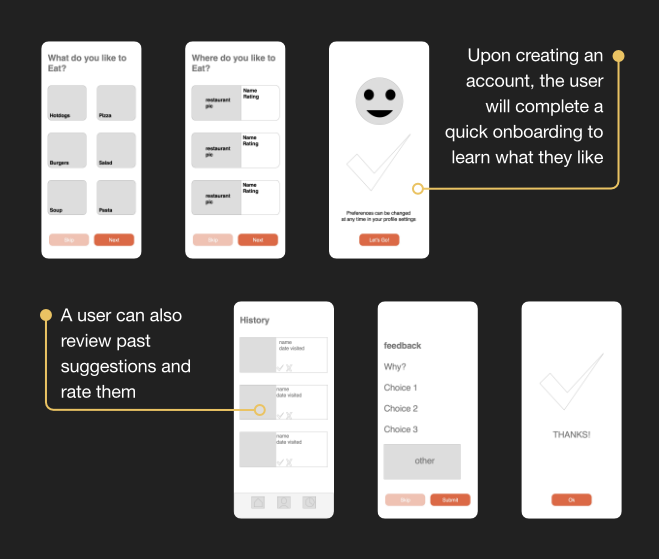 What do you like to
Eat?
Hotdogs
Pizza
Burgers
Salad
Soup
Pasta
Skip
Next
Where do you like to
Eat?
restaurant
pic
Name
Rating
restaurant
pic
Name
Rating
restaurant
pic
Name
Rating
Skip
Next
Preferences can be changed
at any time in your profile settings
Let's Go!
Upon creating an
account, the user
will complete a
quick onboarding to
learn what they like
A user can also
review past
suggestions and
rate them
History
name
date visited
name
date visited
name
date visited
feedback
Why?
Choice 1
Choice 2
Choice 3
other
Skip
Submit
THANKS!
Ok